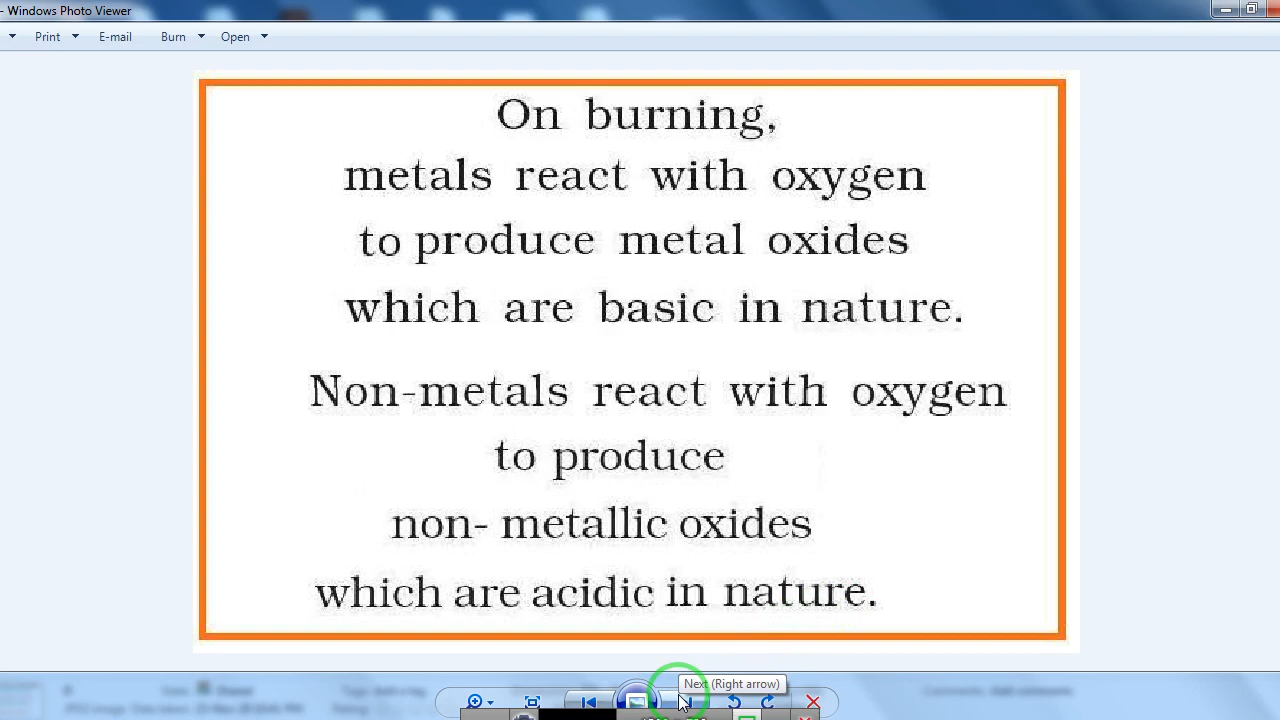 - Windows Photo Viewer
Print E-mail Burn Open
On burning,
metals react with oxygen
to produce metal oxides
which are basic in nature.
Non-metals react with oxygen
to produce
non- metallic oxides
which are acidic in nature.
Next (Right arrow)